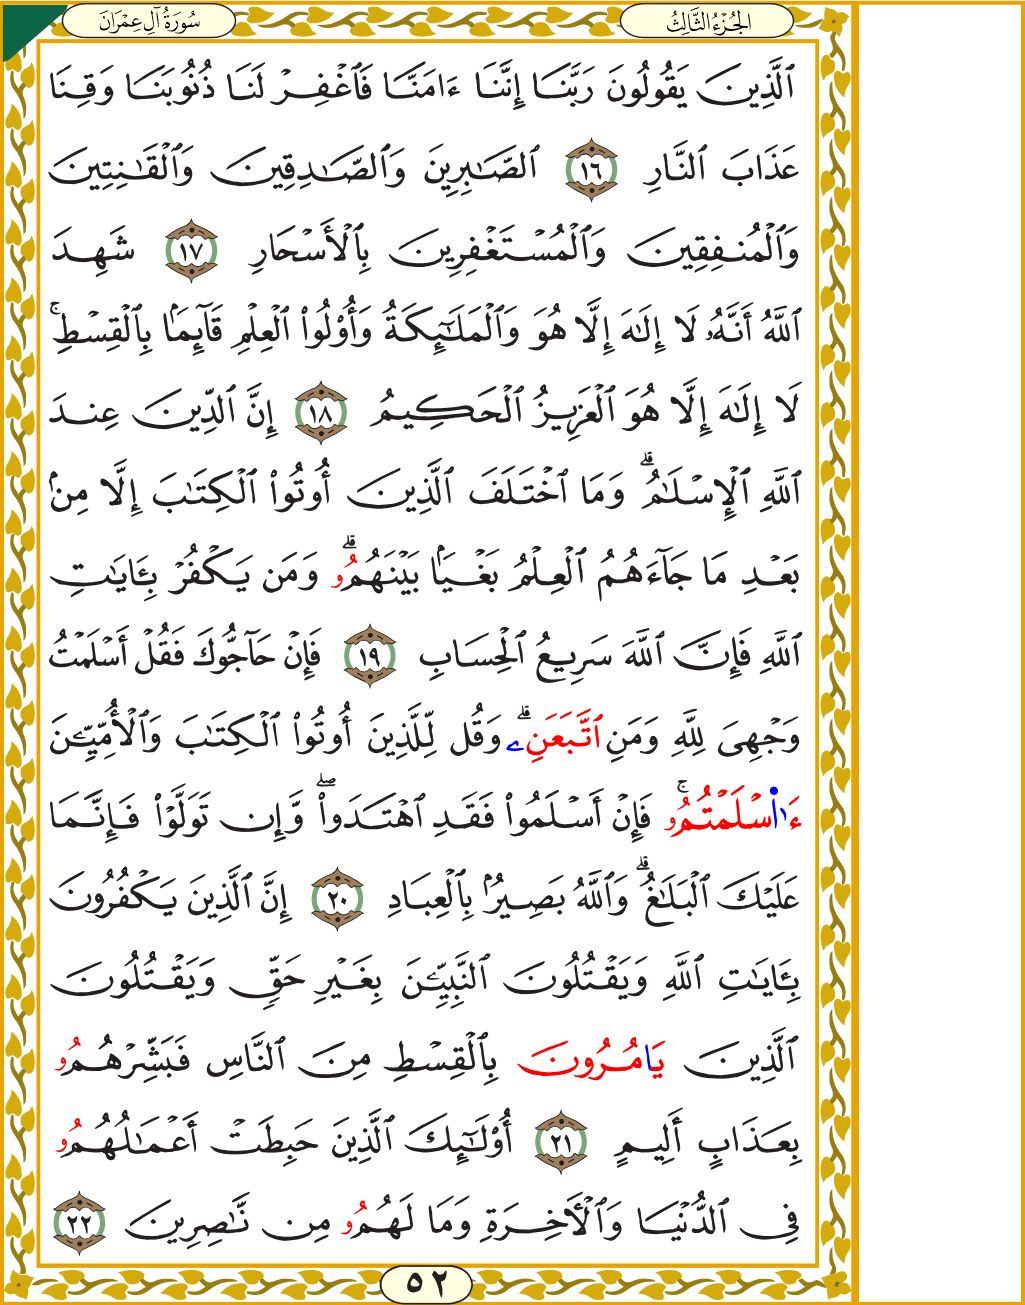 الجُزْءُ الثَّالِثُ
سُورَةُ آلِ عِمْرَانَ
ٱلَّذِينَ يَقُولُونَ رَبَّنَا إِنَّنَا ءَامَنَّا فَٱغْفِرْ لَنَا ذُنُوبَنَا وَقِنَا
عَذَابَ ٱلنَّارِ ١٦ ٱلصَّٰبِرِينَ وَٱلصَّٰدِقِينَ وَٱلْقَٰنِتِينَ
وَٱلْمُنفِقِينَ وَٱلْمُسْتَغْفِرِينَ بِٱلْأَسْحَارِ ١٧ شَهِدَ
ٱللَّهُ أَنَّهُۥ لَا إِلَٰهَ إِلَّا هُوَ وَٱلْمَلَٰٓئِكَةُ وَأُوْلُوا۟ ٱلْعِلْمِ قَآئِمَۢا بِٱلْقِسْطِۚ
لَا إِلَٰهَ إِلَّا هُوَ ٱلْعَزِيزُ ٱلْحَكِيمُ ١٨ إِنَّ ٱلدِّينَ عِندَ
ٱللَّهِ ٱلْإِسْلَٰمُۗ وَمَا ٱخْتَلَفَ ٱلَّذِينَ أُوتُوا۟ ٱلْكِتَٰبَ إِلَّا مِنۢ
بَعْدِ مَا جَآءَهُمُ ٱلْعِلْمُ بَغْيَۢا بَيْنَهُمُۥۗ وَمَن يَكْفُرْ بِـَٔايَٰتِ
ٱللَّهِ فَإِنَّ ٱللَّهَ سَرِيعُ ٱلْحِسَابِ ١٩ فَإِنْ حَآجُّوكَ فَقُلْ أَسْلَمْتُ
وَجْهِىَ لِلَّهِ وَمَنِ ٱتَّبَعَنِۦۗ وَقُل لِّلَّذِينَ أُوتُوا۟ ٱلْكِتَٰبَ وَٱلْأُمِّيِّـۧنَ
ءَا۬سْلَمْتُمُۥۚ فَإِنْ أَسْلَمُوا۟ فَقَدِ ٱهْتَدَوا۟ۖ وَّإِن تَوَلَّوْا۟ فَإِنَّمَا
عَلَيْكَ ٱلْبَلَٰغُۗ وَٱللَّهُ بَصِيرُۢ بِٱلْعِبَادِ ٢٠ إِنَّ ٱلَّذِينَ يَكْفُرُونَ
بِـَٔايَٰتِ ٱللَّهِ وَيَقْتُلُونَ ٱلنَّبِيِّـۧنَ بِغَيْرِ حَقٍّ وَيَقْتُلُونَ
ٱلَّذِينَ يَامُرُونَ بِٱلْقِسْطِ مِنَ ٱلنَّاسِ فَبَشِّرْهُمُۥ
بِعَذَابٍ أَلِيمٍ ٢١ أُوْلَٰٓئِكَ ٱلَّذِينَ حَبِطَتْ أَعْمَٰلُهُمُۥ
فِى ٱلدُّنْيَا وَٱلْأَخِرَةِ وَمَا لَهُمُۥ مِن نَّٰصِرِينَ ٢٢
٥٢